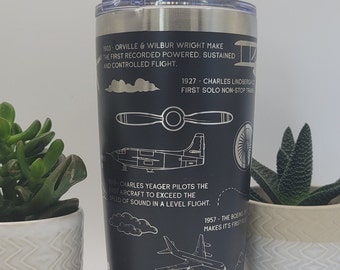 1903 - ORVILLE & WILBUR WRIGHT MAKE
THE FIRST RECORDED POWERED, SUSTAINED
AND CONTROLLED FLIGHT.
1927 - CHARLES LINDBERGH
FIRST SOLO NON-STOP TRANS
CHARLES YEAGER PILOTS THE
AIRCRAFT TO EXCEED THE
OF SOUND IN A LEVEL FLIGHT.
1957 - THE BOEING
MAKES IT'S FIRST